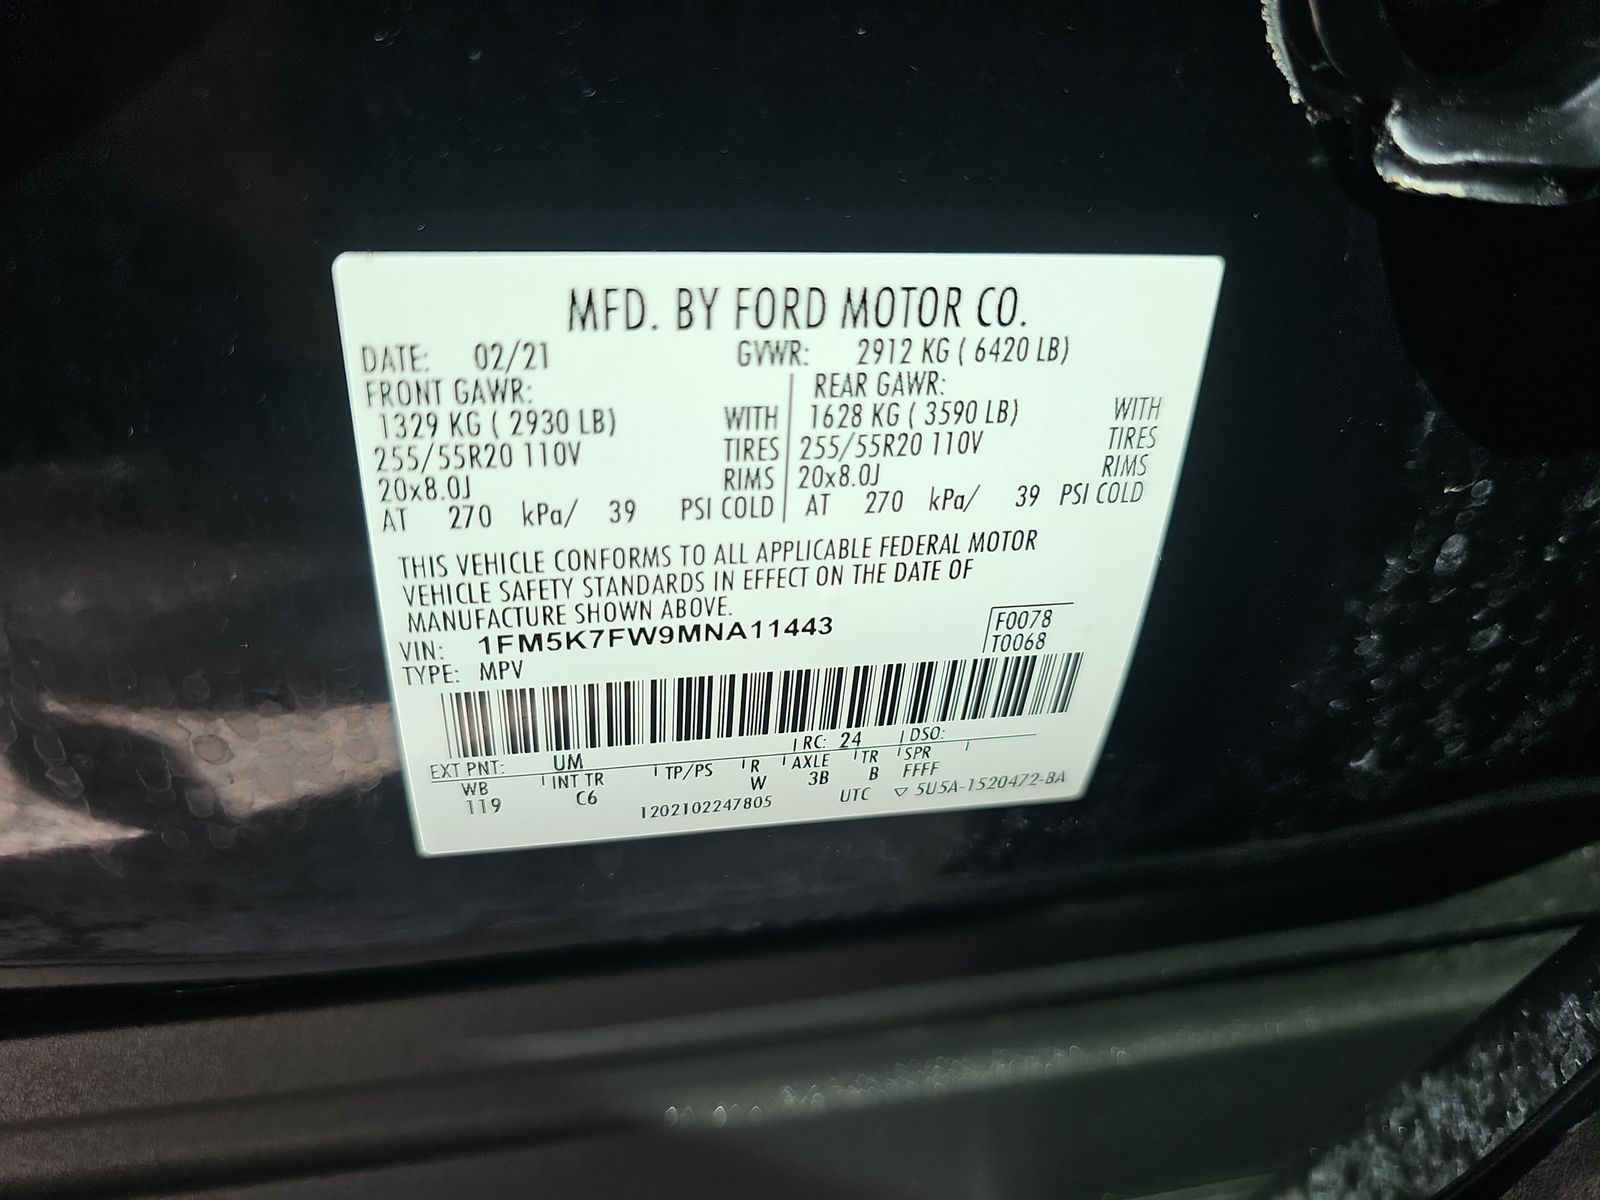 MFD. BY FORD MOTOR CO.
DATE: 02/21 GVWR: 2912 KG ( 6420 LB)
FRONT GAWR: REAR GAWR:
1329 KG ( 2930 LB) WITH 1628 KG ( 3590 LB) WITH
255/55R20 110V TIRES 255/55R20 110V TIRES
20x8.0J RIMS 20x8.0J RIMS
AT 270 kPa/ 39 PSI COLD AT 270 kPa/ 39 PSI COLD
THIS VEHICLE CONFORMS TO ALL APPLICABLE FEDERAL MOTOR
VEHICLE SAFETY STANDARDS IN EFFECT ON THE DATE OF
MANUFACTURE SHOWN ABOVE.
VIN: 1FM5K7FW9MNA11443 F0078
TYPE: MPV T0068
EXT PNT: UM RC: 24 DSO:
WB INT TR TP/PS R AXLE TR SPR
119 C6 W 3B B FFFF
1202102247805 UTC ▽ 5U5A-1520472-BA